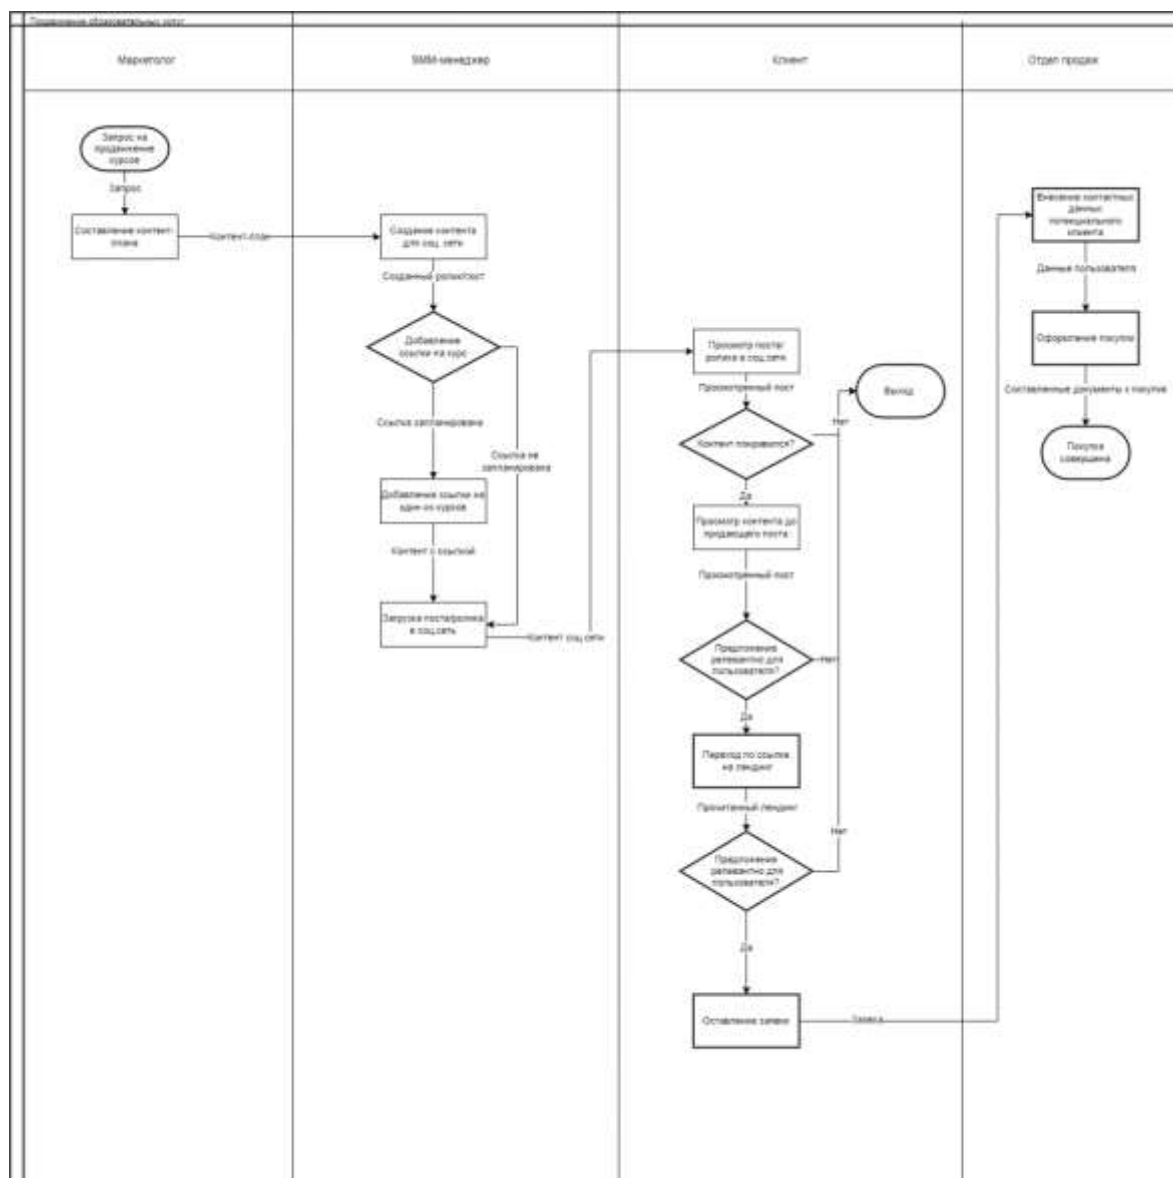 Продвижение образовательных услуг
Маркетолог
SMM-менеджер
Клиент
Отдел продаж
Запрос на
продвижение
курсов
Запрос
Составление контент-
плана
Контент-план
Создание контента
для соц. сети
Созданный ролик/пост
Добавление
ссылки на курс
Ссылка запланирована
Ссылка не
запланирована
Добавление ссылки на
один из курсов
Контент с ссылкой
Загрузка поста/ролика
в соц.сеть
Контент соц.сети
Просмотр поста/
ролика в соц.сети
Просмотренный пост
Контент понравился?
Нет
Выход
Да
Просмотр контента до
продающего поста
Просмотренный пост
Предложение
релевантно для
пользователя?
Нет
Да
Переход по ссылке
на лендинг
Прочитанный лендинг
Предложение
релевантно для
пользователя?
Нет
Да
Оставление заявки
Заявка
Внесение контактных
данных
потенциального
клиента
Данные пользователя
Оформление покупки
Составленные документы к покупке
Покупка
совершена